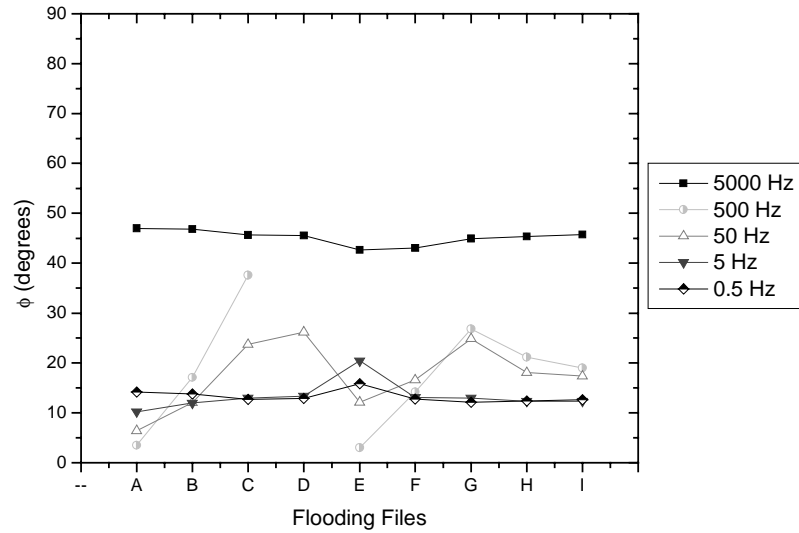 90
80
70
60
50
40
30
20
10
0
ϕ (degrees)
-- A B C D E F G H I
Flooding Files
5000 Hz
500 Hz
50 Hz
5 Hz
0.5 Hz